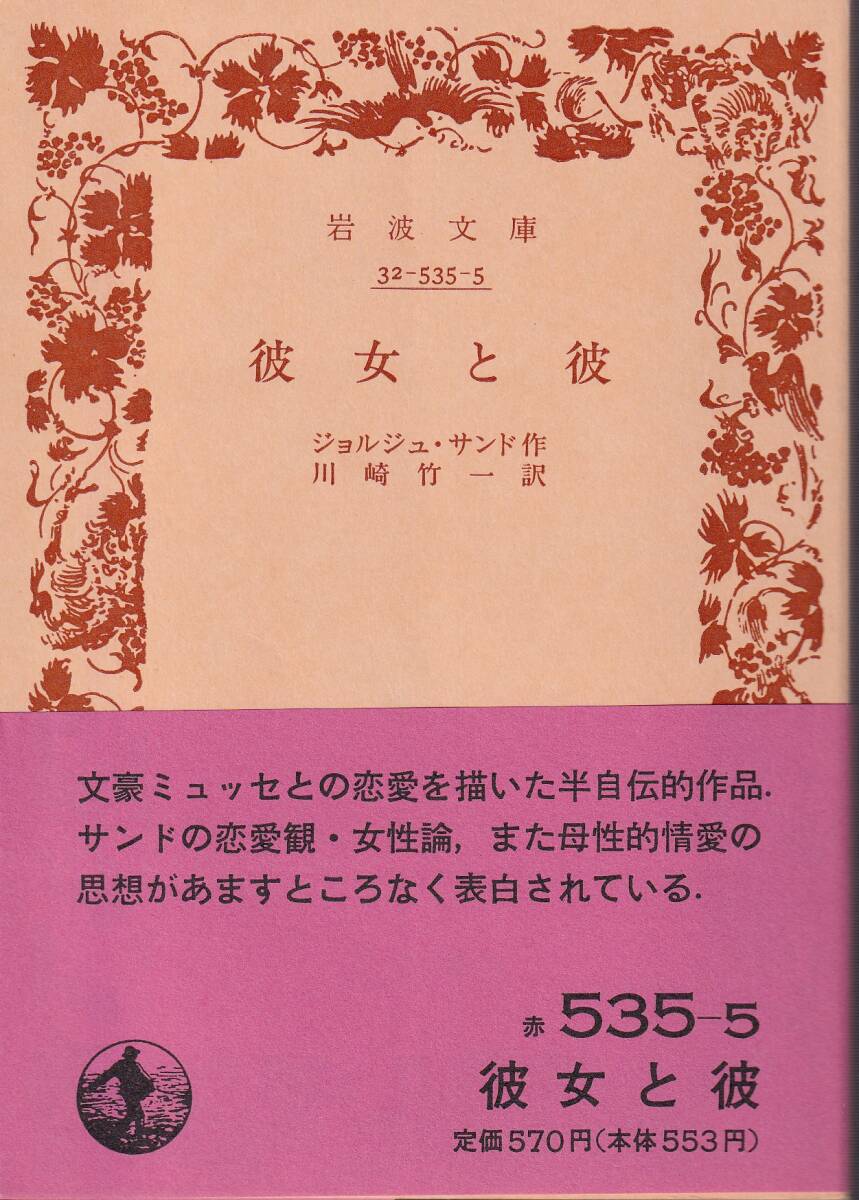 岩波文庫
32-535-5
彼女と彼
ジョルジュ・サンド作
川崎竹一訳
文豪ミュッセとの恋愛を描いた半自伝的作品.
サンドの恋愛観・女性論, また母性的情愛の
思想があますところなく表白されている.
赤 535-5
彼女と彼
定価570円(本体553円)